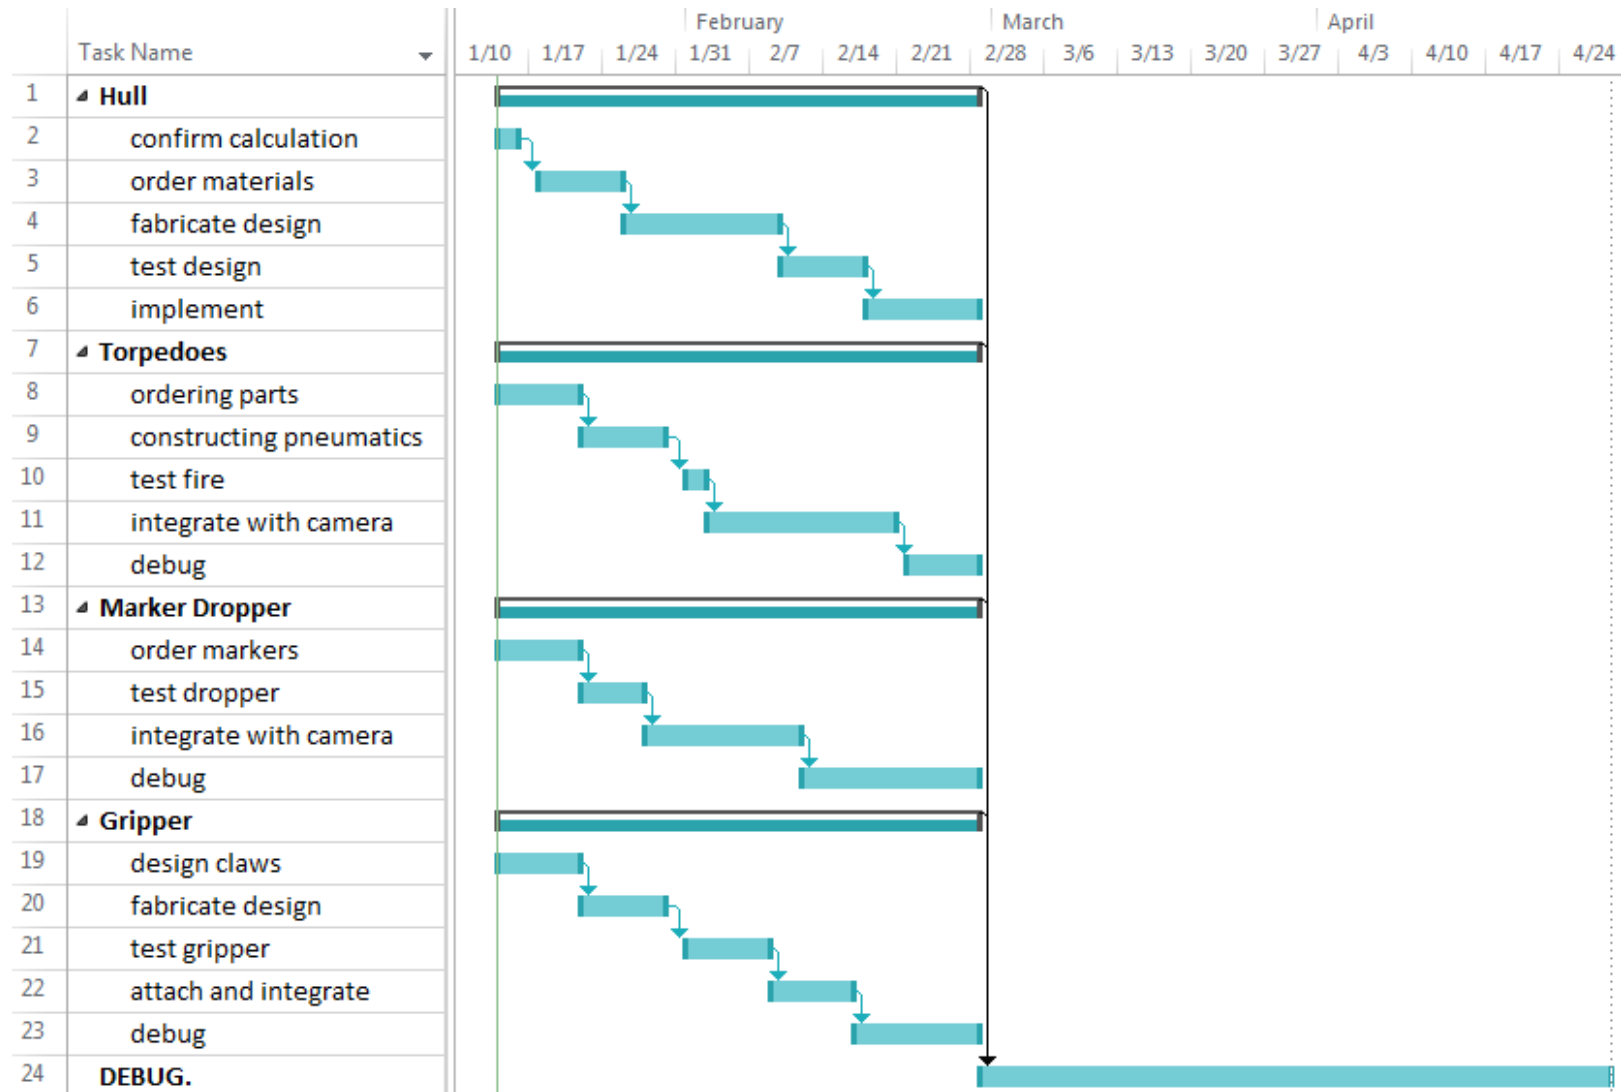 February March April
Task Name 1/10 1/17 1/24 1/31 2/7 2/14 2/21 2/28 3/6 3/13 3/20 3/27 4/3 4/10 4/17 4/24
1 Hull
2 confirm calculation
3 order materials
4 fabricate design
5 test design
6 implement
7 Torpedoes
8 ordering parts
9 constructing pneumatics
10 test fire
11 integrate with camera
12 debug
13 Marker Dropper
14 order markers
15 test dropper
16 integrate with camera
17 debug
18 Gripper
19 design claws
20 fabricate design
21 test gripper
22 attach and integrate
23 debug
24 DEBUG.